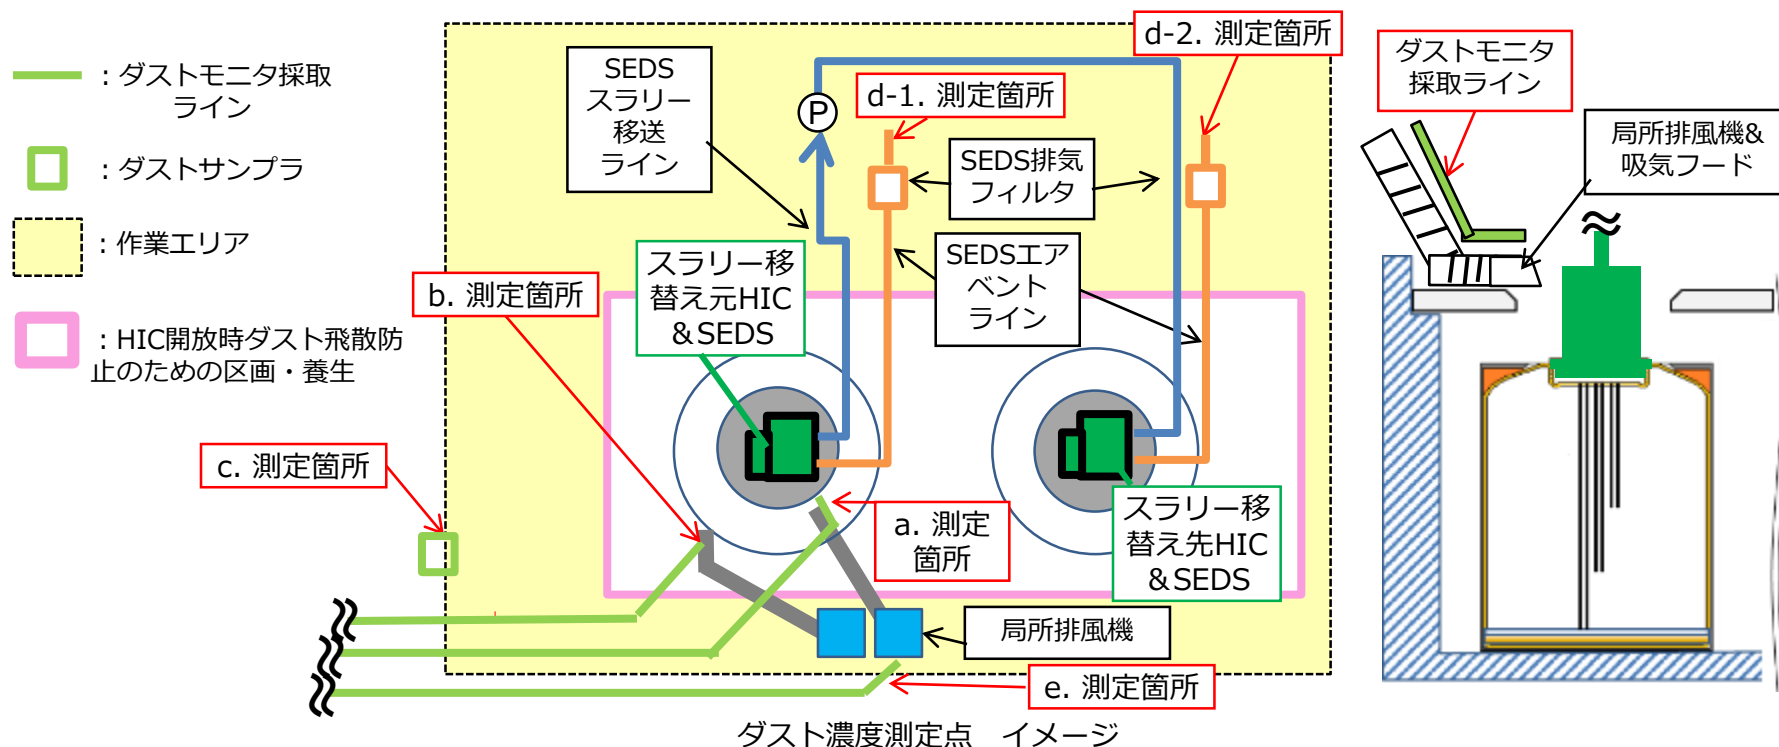 ：ダストモニタ採取
ライン
：ダストサンプラ
：作業エリア
：HIC開放時ダスト飛散防
止のための区画・養生
SEDS
スラリー
移送
ライン
P
d-1. 測定箇所
d-2. 測定箇所
SEDS排気
フィルタ
SEDSエア
ベント
ライン
スラリー移
替え元HIC
＆SEDS
b. 測定箇所
c. 測定箇所
a. 測定
箇所
スラリー移
替え先HIC
＆SEDS
局所排風機
e. 測定箇所
ダストモニタ
採取ライン
局所排風機&
吸気フード
ダスト濃度測定点　イメージ